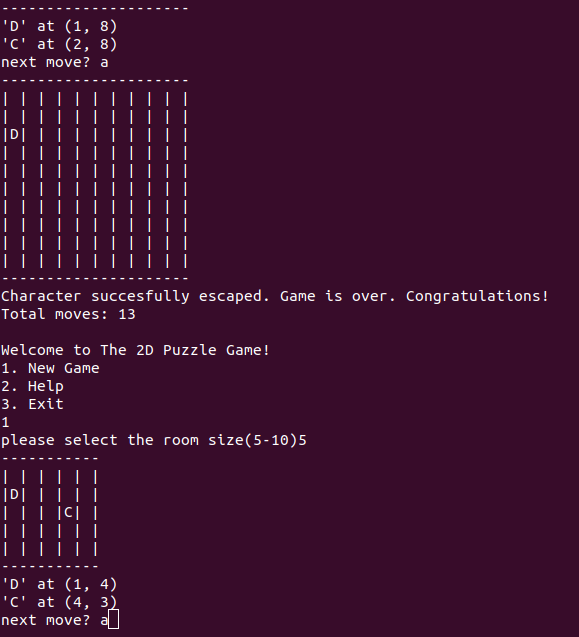 ---------------------
'D' at (1, 8)
'C' at (2, 8)
next move? a
---------------------
| | | | | | | | | | |
| | | | | | | | | | |
|D| | | | | | | | | |
| | | | | | | | | | |
| | | | | | | | | | |
| | | | | | | | | | |
| | | | | | | | | | |
| | | | | | | | | | |
| | | | | | | | | | |
| | | | | | | | | | |
---------------------
Character succesfully escaped. Game is over. Congratulations!
Total moves: 13
Welcome to The 2D Puzzle Game!
1. New Game
2. Help
3. Exit
1
please select the room size(5-10)5
-----------
| | | | | |
|D| | | | |
| | | |C| |
| | | | | |
| | | | | |
-----------
'D' at (1, 4)
'C' at (4, 3)
next move? a